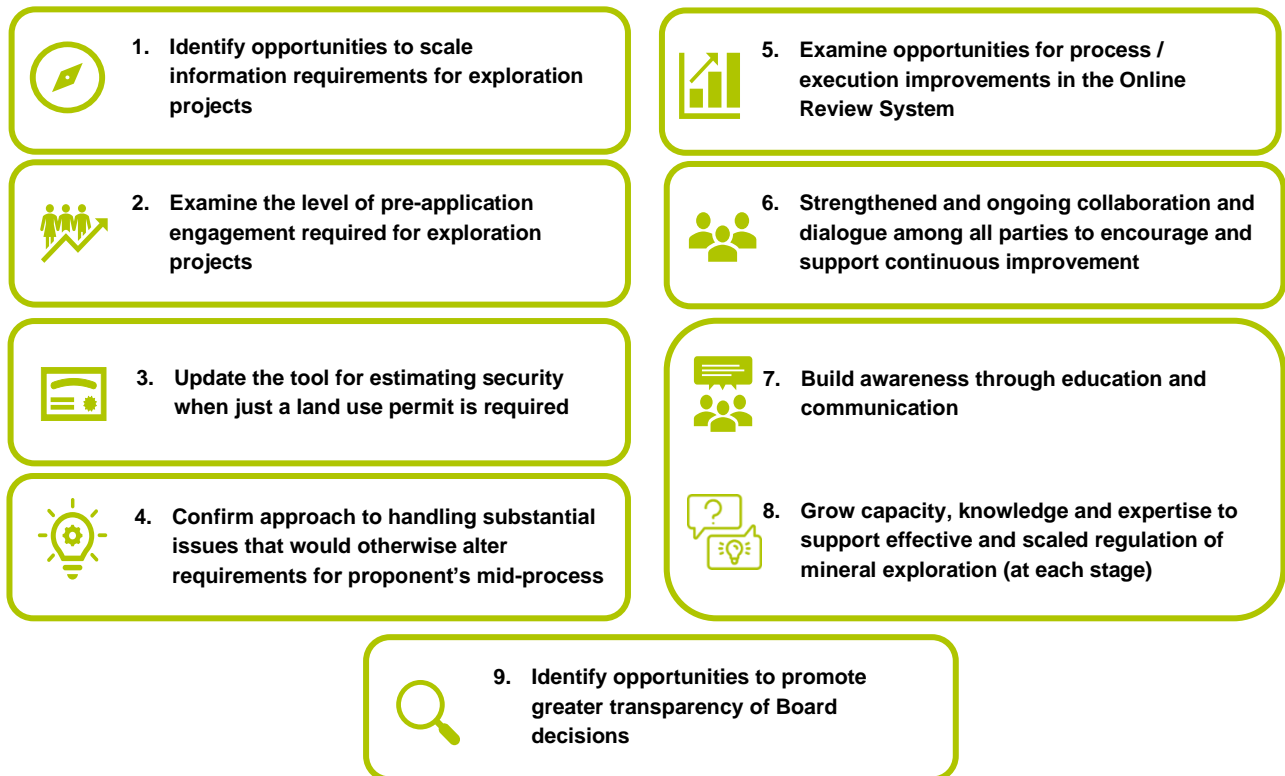 1. Identify opportunities to scale
information requirements for exploration
projects
2. Examine the level of pre-application
engagement required for exploration
projects
3. Update the tool for estimating security
when just a land use permit is required
4. Confirm approach to handling substantial
issues that would otherwise alter
requirements for proponent’s mid-process
5. Examine opportunities for process /
execution improvements in the Online
Review System
6. Strengthened and ongoing collaboration and
dialogue among all parties to encourage and
support continuous improvement
7. Build awareness through education and
communication
?
8. Grow capacity, knowledge and expertise to
support effective and scaled regulation of
mineral exploration (at each stage)
9. Identify opportunities to promote
greater transparency of Board
decisions